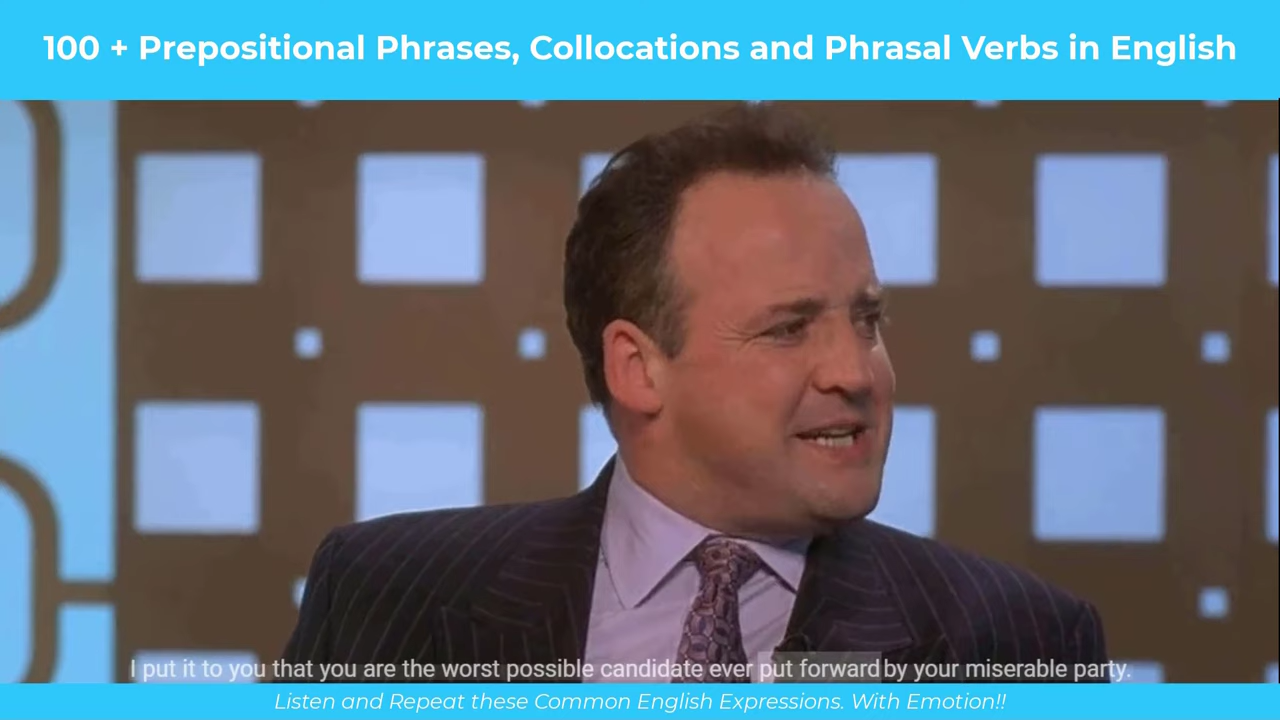 100 + Prepositional Phrases, Collocations and Phrasal Verbs in English
I put it to you that you are the worst possible candidate ever put forward by your miserable party.
Listen and Repeat these Common English Expressions. With Emotion!!